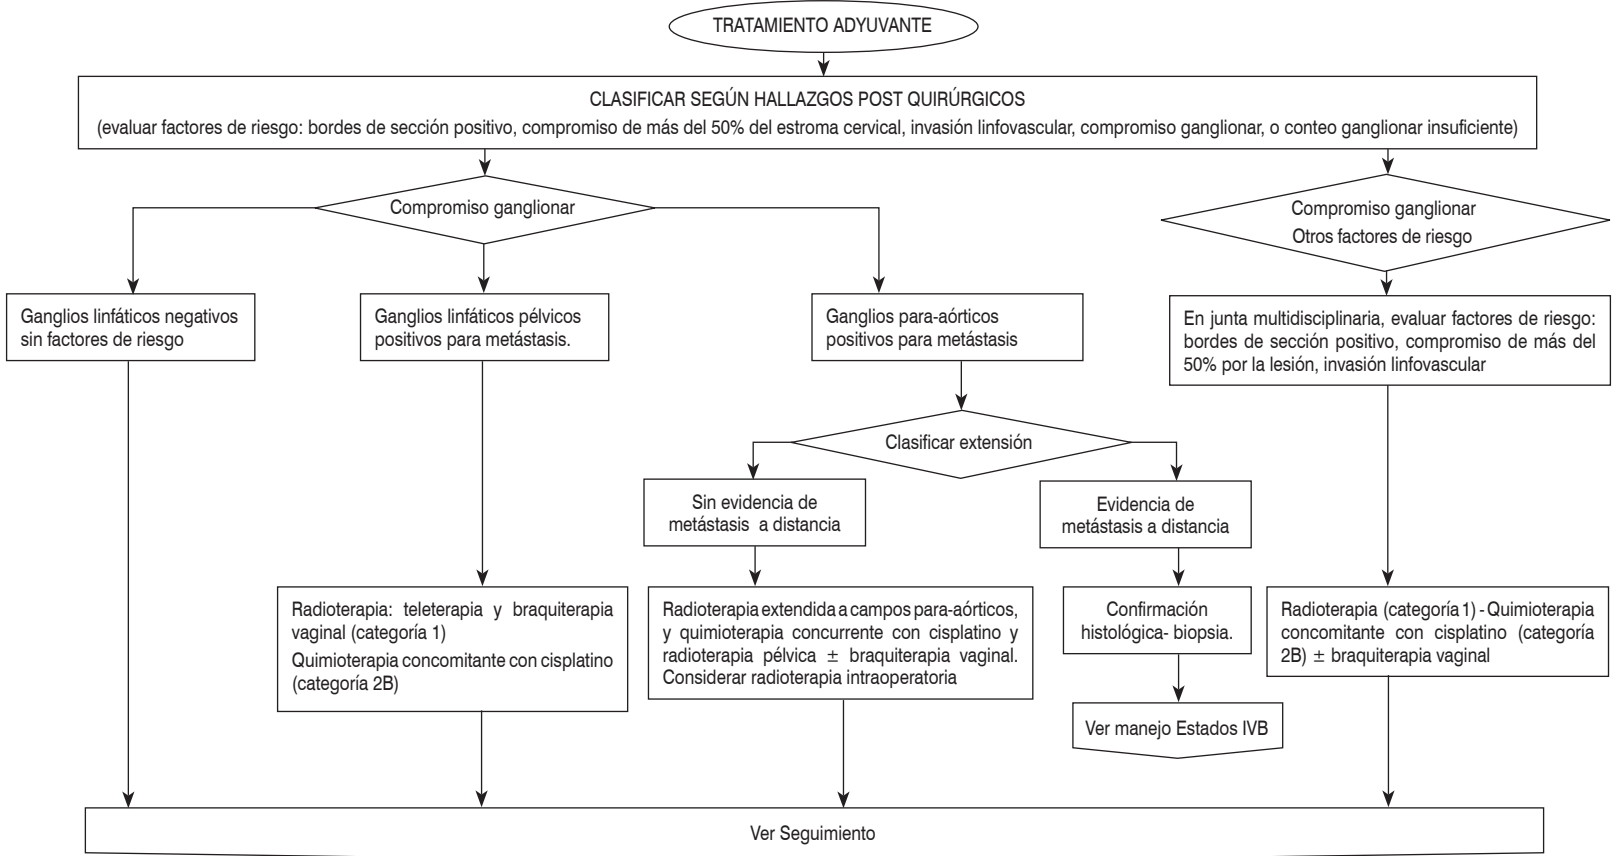 TRATAMIENTO ADYUVANTE
CLASIFICAR SEGÚN HALLAZGOS POST QUIRÚRGICOS
(evaluar factores de riesgo: bordes de sección positivo, compromiso de más del 50% del estroma cervical, invasión linfovascular, compromiso ganglionar, o conteo ganglionar insuficiente)
Compromiso ganglionar
Compromiso ganglionar
Otros factores de riesgo
Ganglios linfáticos negativos
sin factores de riesgo
Ganglios linfáticos pélvicos
positivos para metástasis.
Ganglios para-aórticos
positivos para metástasis
En junta multidisciplinaria, evaluar factores de riesgo:
bordes de sección positivo, compromiso de más del
50% por la lesión, invasión linfovascular
Clasificar extensión
Sin evidencia de
metástasis a distancia
Evidencia de
metástasis a distancia
Radioterapia: teleterapia y braquiterapia
vaginal (categoría 1)
Quimioterapia concomitante con cisplatino
(categoría 2B)
Radioterapia extendida a campos para-aórticos,
y quimioterapia concurrente con cisplatino y
radioterapia pélvica ± braquiterapia vaginal.
Considerar radioterapia intraoperatoria
Confirmación
histológica- biopsia.
Radioterapia (categoría 1) - Quimioterapia
concomitante con cisplatino (categoría
2B) ± braquiterapia vaginal
Ver manejo Estados IVB
Ver Seguimiento